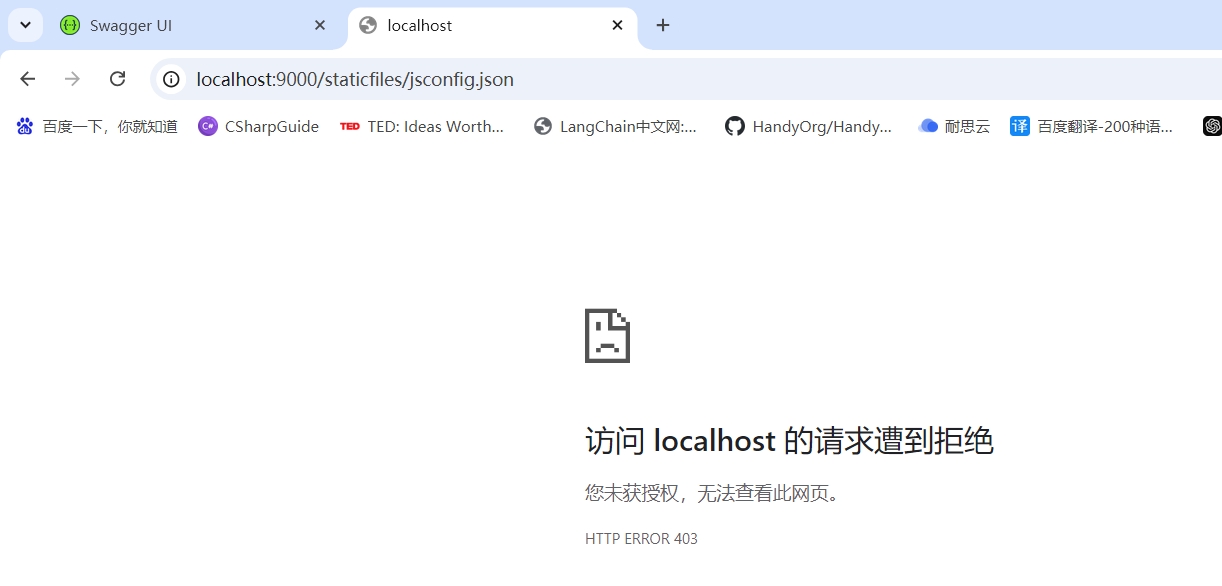 Swagger UI
localhost
localhost:9000/staticfiles/jsconfig.json
百度一下，你就知道 CSharpGuide TED TED: Ideas Worth... LangChain中文网:... HandyOrg/Handy... 耐思云 译 百度翻译-200种语...
访问 localhost 的请求遭到拒绝
您未获授权，无法查看此网页。
HTTP ERROR 403